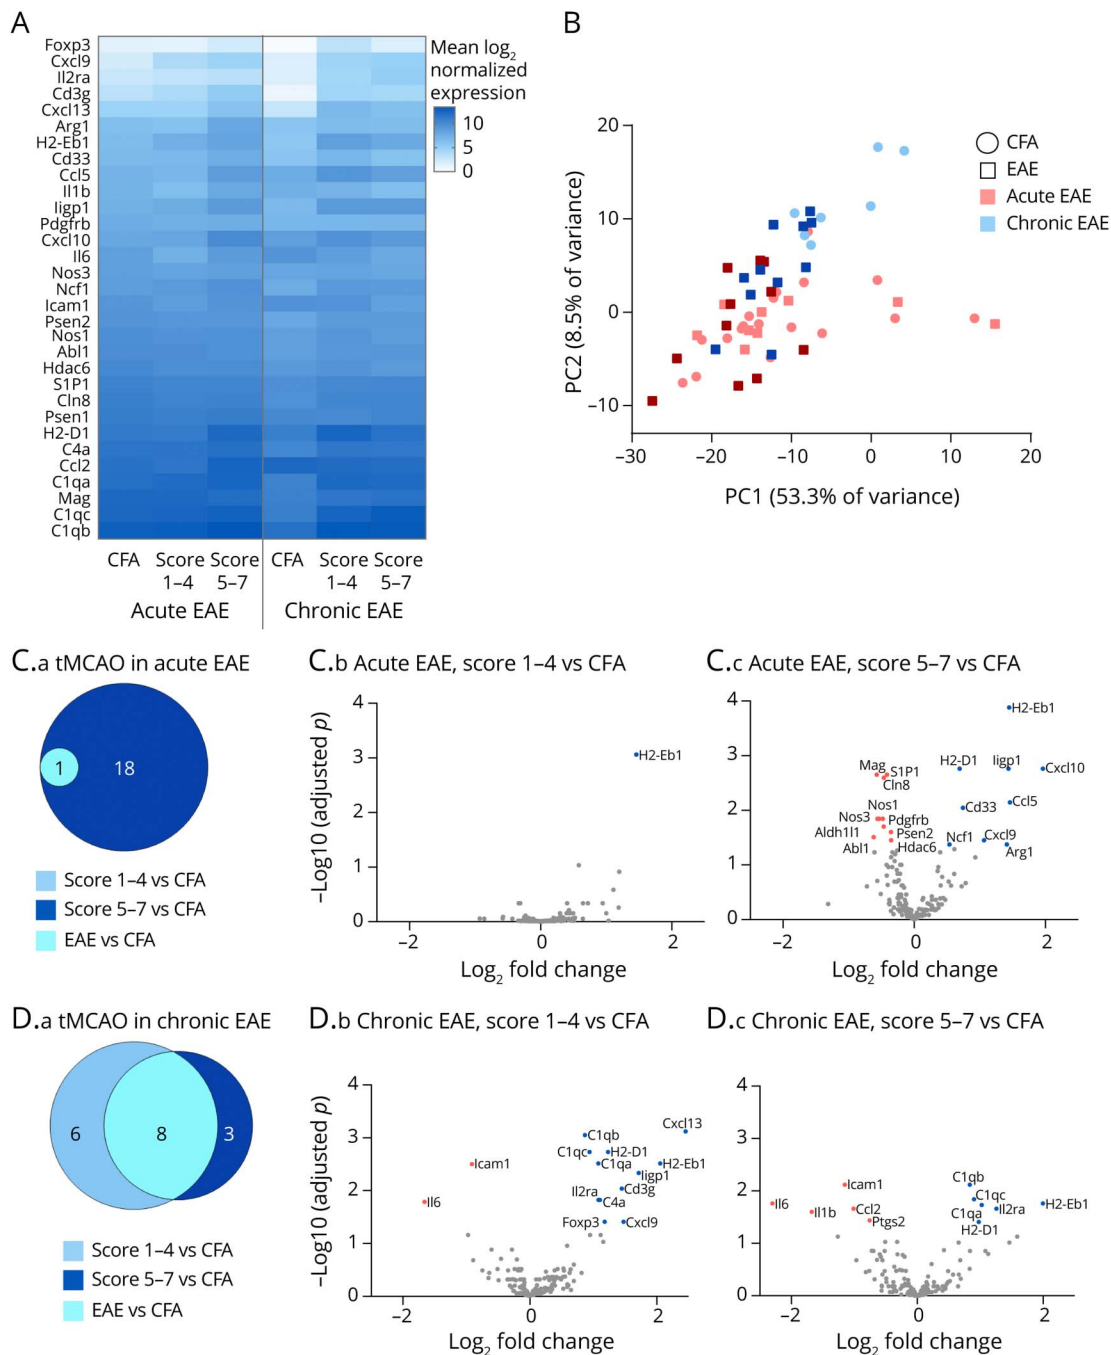 A
Foxp3
Cxcl9
Il2ra
Cd3g
Cxcl13
Arg1
H2-Eb1
Cd33
Ccl5
Il1b
Iigp1
Pdgfrb
Cxcl10
Il6
Nos3
Ncf1
Icam1
Psen2
Nos1
Abl1
Hdac6
S1P1
Cln8
Psen1
H2-D1
C4a
Ccl2
C1qa
Mag
C1qc
C1qb
Mean log2
normalized
expression
10
5
0
CFA Score 1–4 Score 5–7 CFA Score 1–4 Score 5–7
Acute EAE Chronic EAE
B
PC2 (8.5% of variance)
20
10
0
–10
–30 –20 –10 0 10 20
PC1 (53.3% of variance)
CFA
EAE
Acute EAE
Chronic EAE
C.a tMCAO in acute EAE
1 18
Score 1–4 vs CFA
Score 5–7 vs CFA
EAE vs CFA
C.b Acute EAE, score 1–4 vs CFA
–Log10 (adjusted p)
4
3
2
1
0
H2-Eb1
–2 0 2
Log2 fold change
C.c Acute EAE, score 5–7 vs CFA
4
3
2
1
0
H2-Eb1
Mag
S1P1
Cln8
H2-D1
Iigp1
Cxcl10
Nos1
Cd33
Ccl5
Nos3
Pdgfrb
Aldh1l1
Psen2
Ncf1
Cxcl9
Abl1
Hdac6
Arg1
–2 0 2
Log2 fold change
D.a tMCAO in chronic EAE
6 8 3
Score 1–4 vs CFA
Score 5–7 vs CFA
EAE vs CFA
D.b Chronic EAE, score 1–4 vs CFA
–Log10 (adjusted p)
4
3
2
1
0
Cxcl13
C1qb
C1qc
H2-D1
Icam1
C1qa
H2-Eb1
Iigp1
Il6
Il2ra
Cd3g
C4a
Foxp3
Cxcl9
–2 0 2
Log2 fold change
D.c Chronic EAE, score 5–7 vs CFA
4
3
2
1
0
Icam1
C1qb
Il6
Il1b
Ccl2
C1qc
Il2ra
H2-Eb1
Ptgs2
C1qa
H2-D1
–2 0 2
Log2 fold change